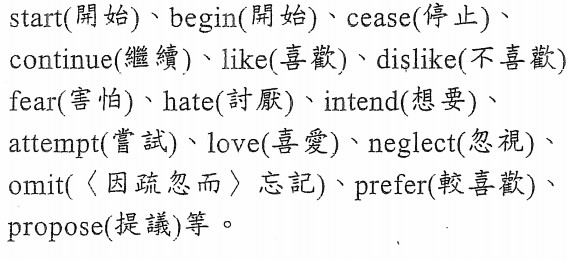 start(開始)、begin(開始)、cease(停止)、
continue(繼續)、like(喜歡)、dislike(不喜歡)
fear(害怕)、hate(討厭)、intend(想要)、
attempt(嘗試)、love(喜愛)、neglect(忽視)、
omit(〈因疏忽而〉忘記)、prefer(較喜歡)、
propose(提議)等。